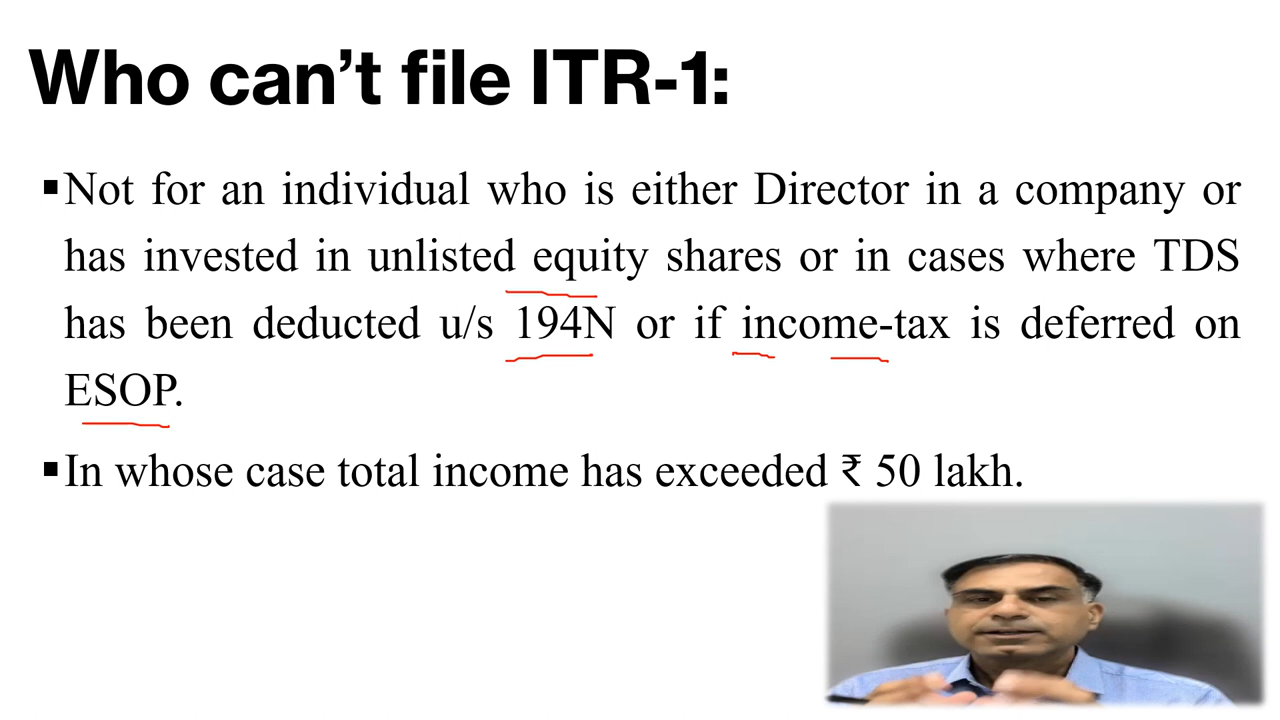 Who can’t file ITR-1:
▪Not for an individual who is either Director in a company or
has invested in unlisted equity shares or in cases where TDS
has been deducted u/s 194N or if income-tax is deferred on
ESOP.
▪In whose case total income has exceeded ₹ 50 lakh.